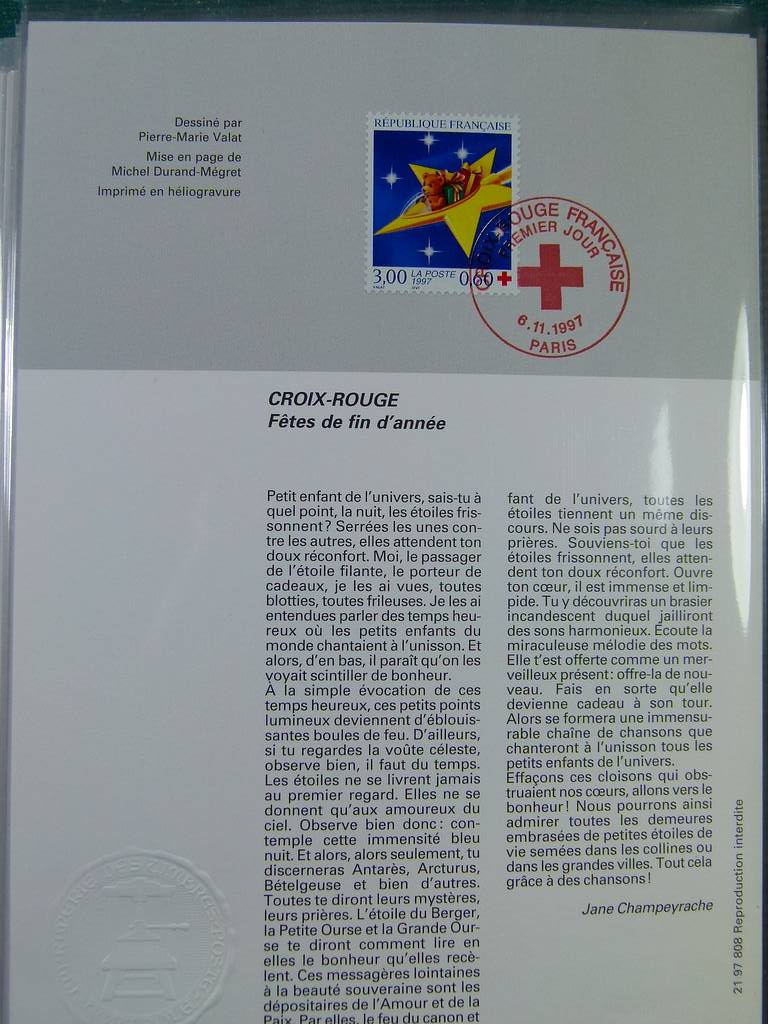 Dessiné par
Pierre-Marie Valat
Mise en page de
Michel Durand-Mégret
Imprimé en héliogravure
RÉPUBLIQUE FRANÇAISE
3,00 LA POSTE 1997 0,60
CROIX-ROUGE FRANÇAISE
PREMIER JOUR
6.11.1997
PARIS
CROIX-ROUGE
Fêtes de fin d'année
Petit enfant de l'univers, sais-tu à
quel point, la nuit, les étoiles fris-
sonnent? Serrées les unes con-
tre les autres, elles attendent ton
doux réconfort. Moi, le passager
de l'étoile filante, le porteur de
cadeaux, je les ai vues, toutes
blotties, toutes frileuses. Je les ai
entendues parler des temps heu-
reux où les petits enfants du
monde chantaient à l'unisson. Et
alors, d'en bas, il paraît qu'on les
voyait scintiller de bonheur.
À la simple évocation de ces
temps heureux, ces petits points
lumineux deviennent d'éblouis-
santes boules de feu. D'ailleurs,
si tu regardes la voûte céleste,
observe bien, il faut du temps.
Les étoiles ne se livrent jamais
au premier regard. Elles ne se
donnent qu'aux amoureux du
ciel. Observe bien donc: con-
temple cette immensité bleu
nuit. Et alors, alors seulement, tu
discerneras Antarès, Arcturus,
Bételgeuse et bien d'autres.
Toutes te diront leurs mystères,
leurs prières. L'étoile du Berger,
la Petite Ourse et la Grande Our-
se te diront comment lire en
elles le bonheur qu'elles recè-
lent. Ces messagères lointaines
à la beauté souveraine sont les
dépositaires de l'Amour et de la
Paix. Par elles, le feu du canon et
fant de l'univers, toutes les
étoiles tiennent un même dis-
cours. Ne sois pas sourd à leurs
prières. Souviens-toi que les
étoiles frissonnent, elles atten-
dent ton doux réconfort. Ouvre
ton cœur, il est immense et lim-
pide. Tu y découvriras un brasier
incandescent duquel jailliront
des sons harmonieux. Écoute la
miraculeuse mélodie des mots.
Elle t'est offerte comme un mer-
veilleux présent: offre-la de nou-
veau. Fais en sorte qu'elle
devienne cadeau à son tour.
Alors se formera une immensu-
rable chaîne de chansons que
chanteront à l'unisson tous les
petits enfants de l'univers.
Effaçons ces cloisons qui obs-
truaient nos cœurs, allons vers le
bonheur! Nous pourrons ainsi
admirer toutes les demeures
embrasées de petites étoiles de
vie semées dans les collines ou
dans les grandes villes. Tout cela
grâce à des chansons!
Jane Champeyrache
21 97 808 Reproduction interdite